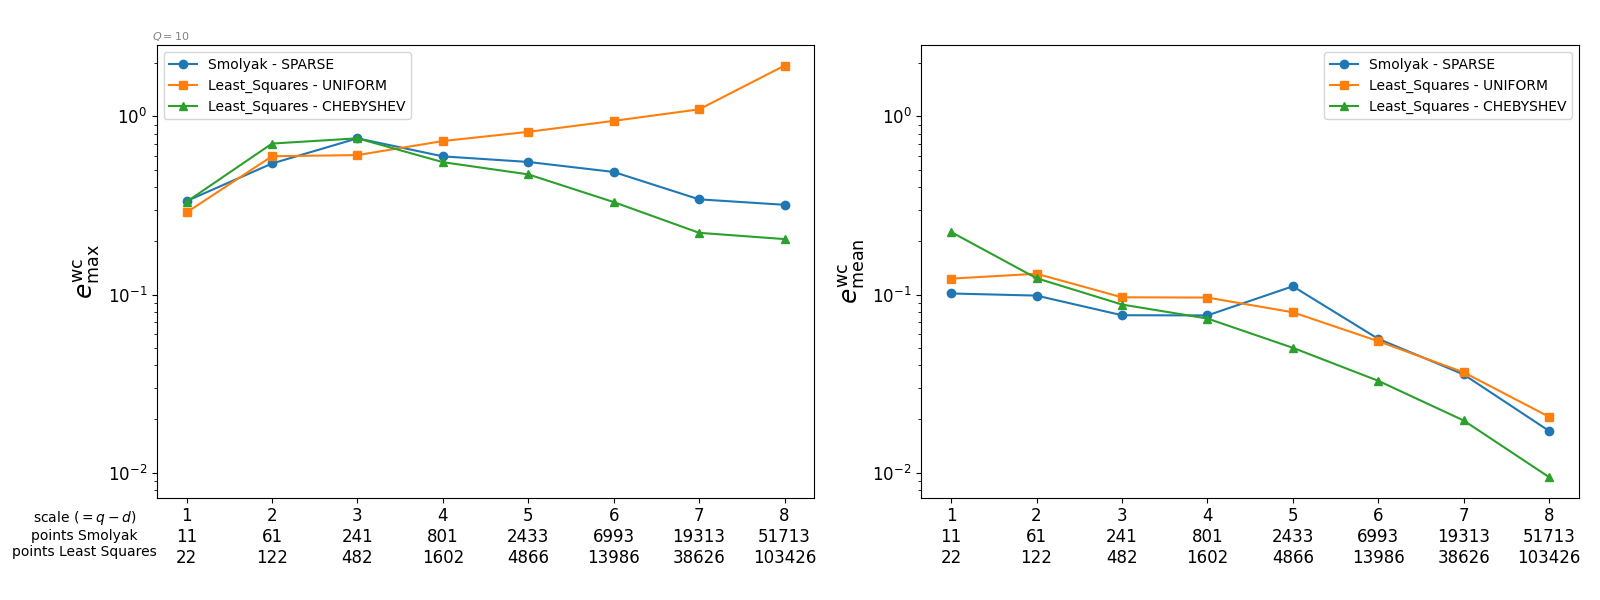 Q = 10
Smolyak - SPARSE
Least_Squares - UNIFORM
Least_Squares - CHEBYSHEV
10⁰
10⁻¹
10⁻²
e^wc_max
1 2 3 4 5 6 7 8
11 61 241 801 2433 6993 19313 51713
22 122 482 1602 4866 13986 38626 103426
scale (= q − d)
points Smolyak
points Least Squares
Smolyak - SPARSE
Least_Squares - UNIFORM
Least_Squares - CHEBYSHEV
10⁰
10⁻¹
10⁻²
e^wc_mean
1 2 3 4 5 6 7 8
11 61 241 801 2433 6993 19313 51713
22 122 482 1602 4866 13986 38626 103426